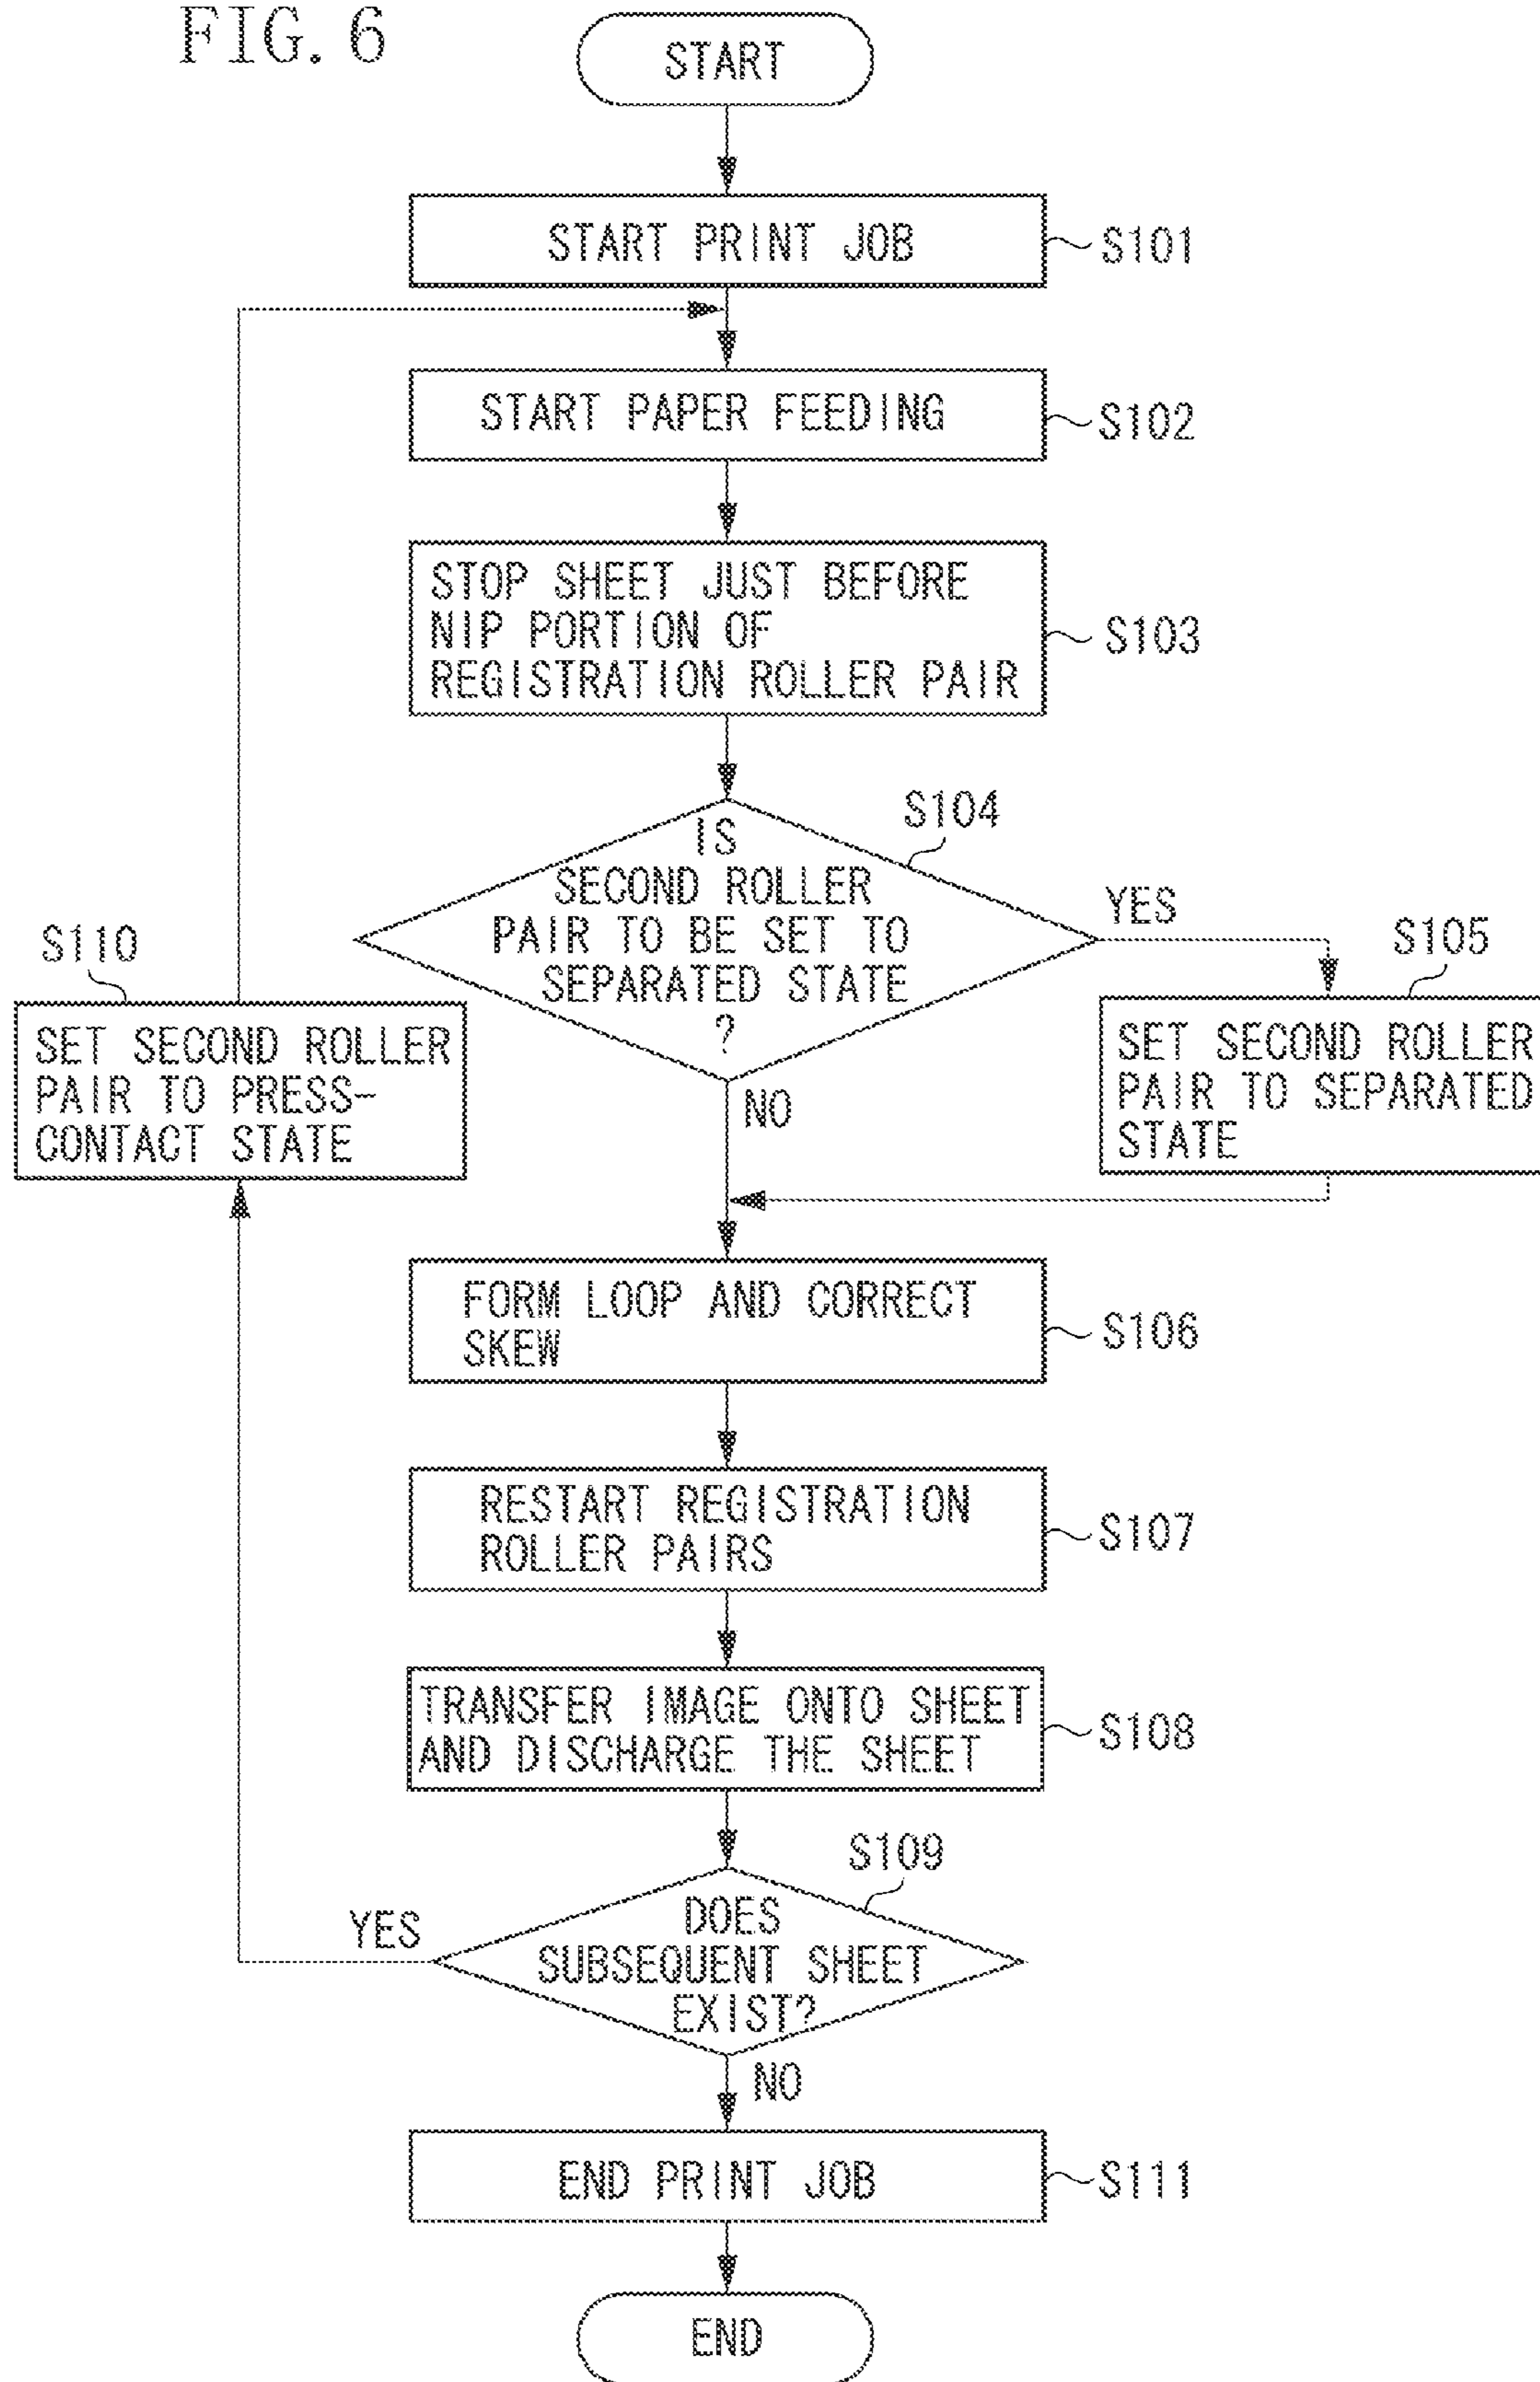 FIG. 6
START
START PRINT JOB
S101
START PAPER FEEDING
S102
STOP SHEET JUST BEFORE
NIP PORTION OF
REGISTRATION ROLLER PAIR
S103
S104
IS
SECOND ROLLER
PAIR TO BE SET TO
SEPARATED STATE
?
YES
NO
S105
SET SECOND ROLLER
PAIR TO SEPARATED
STATE
S110
SET SECOND ROLLER
PAIR TO PRESS-
CONTACT STATE
FORM LOOP AND CORRECT
SKEW
S106
RESTART REGISTRATION
ROLLER PAIRS
S107
TRANSFER IMAGE ONTO SHEET
AND DISCHARGE THE SHEET
S108
S109
DOES
SUBSEQUENT SHEET
EXIST?
YES
NO
END PRINT JOB
S111
END